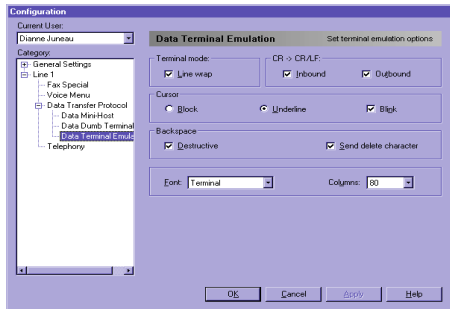 Configuration
Current User:
Dianne Juneau
Category:
General Settings
Line 1
Fax Special
Voice Menu
Data Transfer Protocol
Data Mini-Host
Data Dumb Terminal
Data Terminal Emula
Telephony
Data Terminal Emulation Set terminal emulation options
Terminal mode:
Line wrap
CR -> CR/LF:
Inbound Outbound
Cursor
Block Underline Blink
Backspace
Destructive Send delete character
Font: Terminal Columns: 80
OK Cancel Apply Help